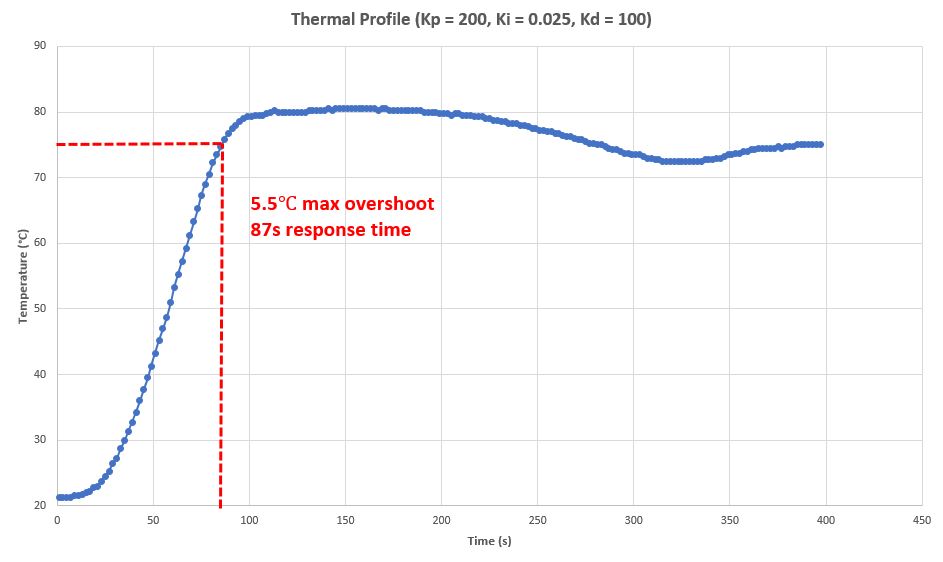 Thermal Profile (Kp = 200, Ki = 0.025, Kd = 100)
90
80
70
60
50
40
30
20
Temperature (°C)
5.5℃ max overshoot
87s response time
0 50 100 150 200 250 300 350 400 450
Time (s)